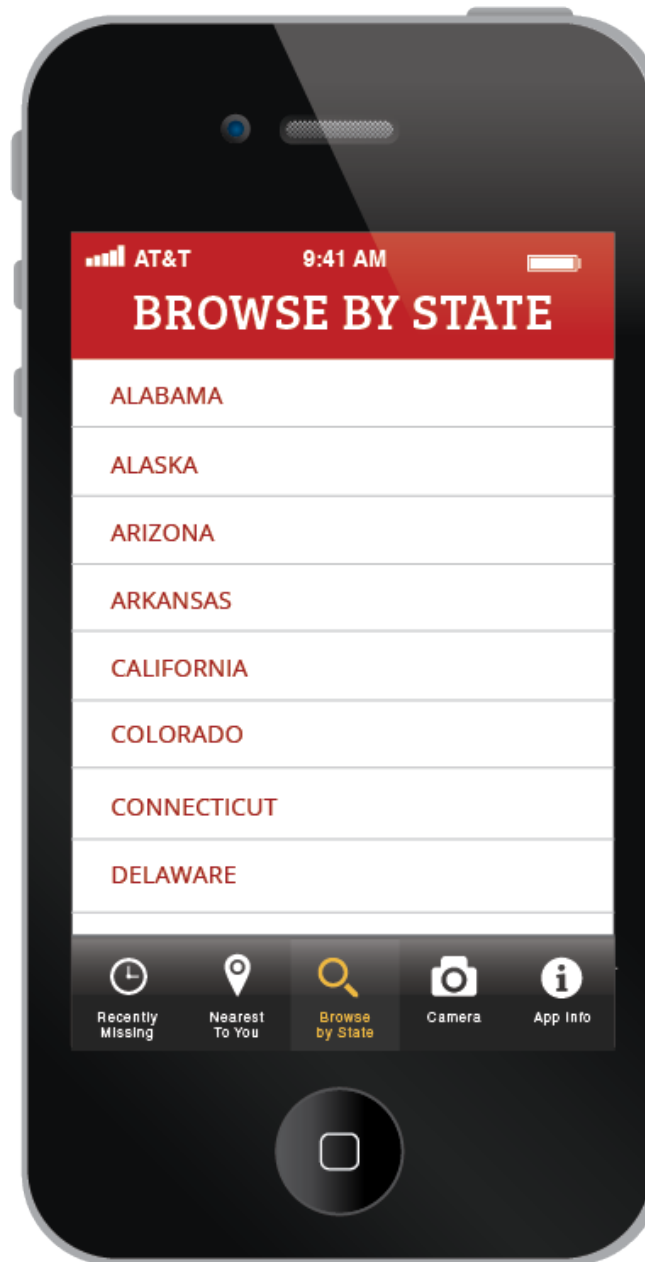 AT&T 9:41 AM
BROWSE BY STATE
ALABAMA
ALASKA
ARIZONA
ARKANSAS
CALIFORNIA
COLORADO
CONNECTICUT
DELAWARE
Recently
Missing
Nearest
To You
Browse
by State
Camera
App Info